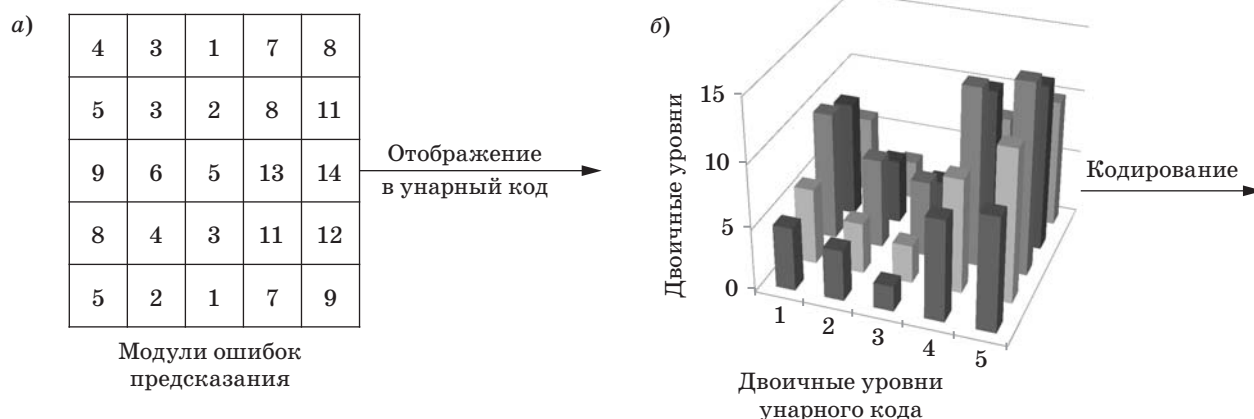 а)
4 3 1 7 8
5 3 2 8 11
9 6 5 13 14
8 4 3 11 12
5 2 1 7 9
Модули ошибок
предсказания
Отображение
в унарный код
б)
Двоичные уровни
15
10
5
0
1 2 3 4 5
Двоичные уровни
унарного кода
Кодирование